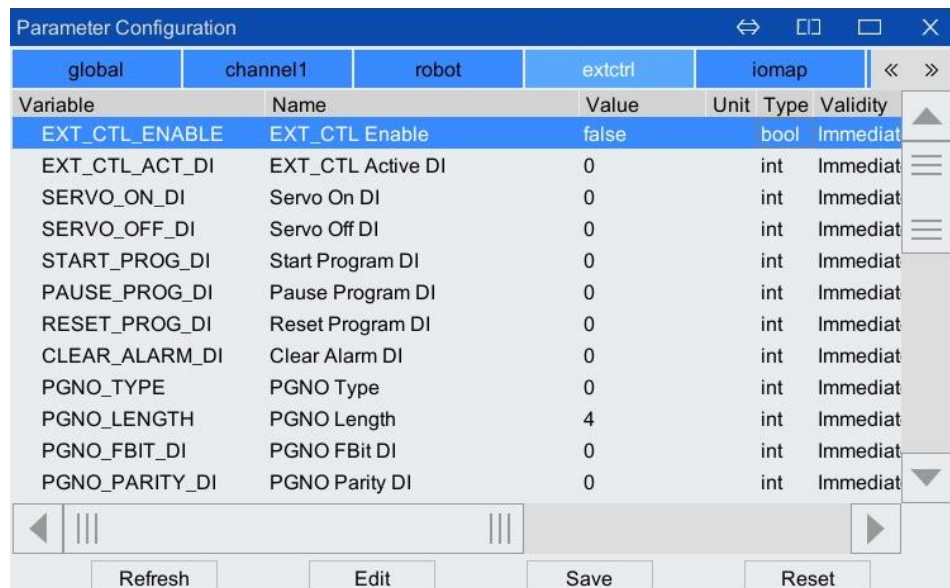 Parameter Configuration
global channel1 robot extctrl iomap
Variable Name Value Unit Type Validity
EXT_CTL_ENABLE EXT_CTL Enable false bool Immediat
EXT_CTL_ACT_DI EXT_CTL Active DI 0 int Immediat
SERVO_ON_DI Servo On DI 0 int Immediat
SERVO_OFF_DI Servo Off DI 0 int Immediat
START_PROG_DI Start Program DI 0 int Immediat
PAUSE_PROG_DI Pause Program DI 0 int Immediat
RESET_PROG_DI Reset Program DI 0 int Immediat
CLEAR_ALARM_DI Clear Alarm DI 0 int Immediat
PGNO_TYPE PGNO Type 0 int Immediat
PGNO_LENGTH PGNO Length 4 int Immediat
PGNO_FBIT_DI PGNO FBit DI 0 int Immediat
PGNO_PARITY_DI PGNO Parity DI 0 int Immediat
Refresh Edit Save Reset